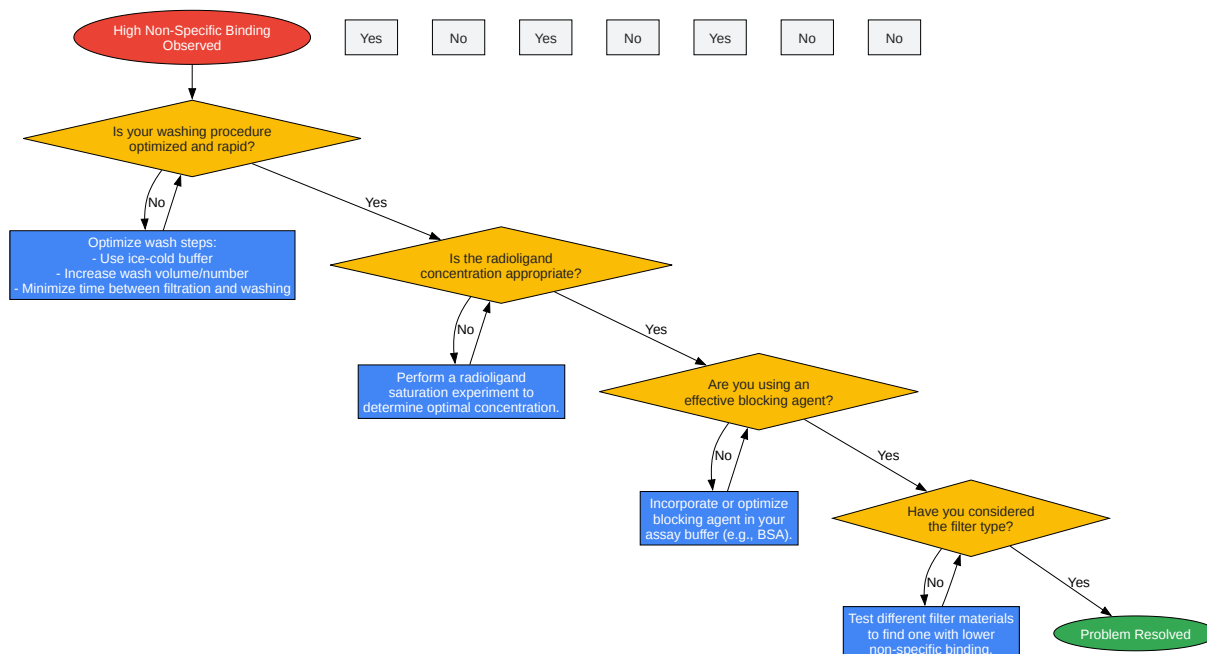 High Non-Specific Binding
Observed
Yes
No
Yes
No
Yes
No
No
Is your washing procedure
optimized and rapid?
No
Yes
Optimize wash steps:
- Use ice-cold buffer
- Increase wash volume/number
- Minimize time between filtration and washing
Is the radioligand
concentration appropriate?
No
Yes
Perform a radioligand
saturation experiment to
determine optimal concentration.
Are you using an
effective blocking agent?
No
Yes
Incorporate or optimize
blocking agent in your
assay buffer (e.g., BSA).
Have you considered
the filter type?
No
Yes
Test different filter materials
to find one with lower
non-specific binding.
Problem Resolved